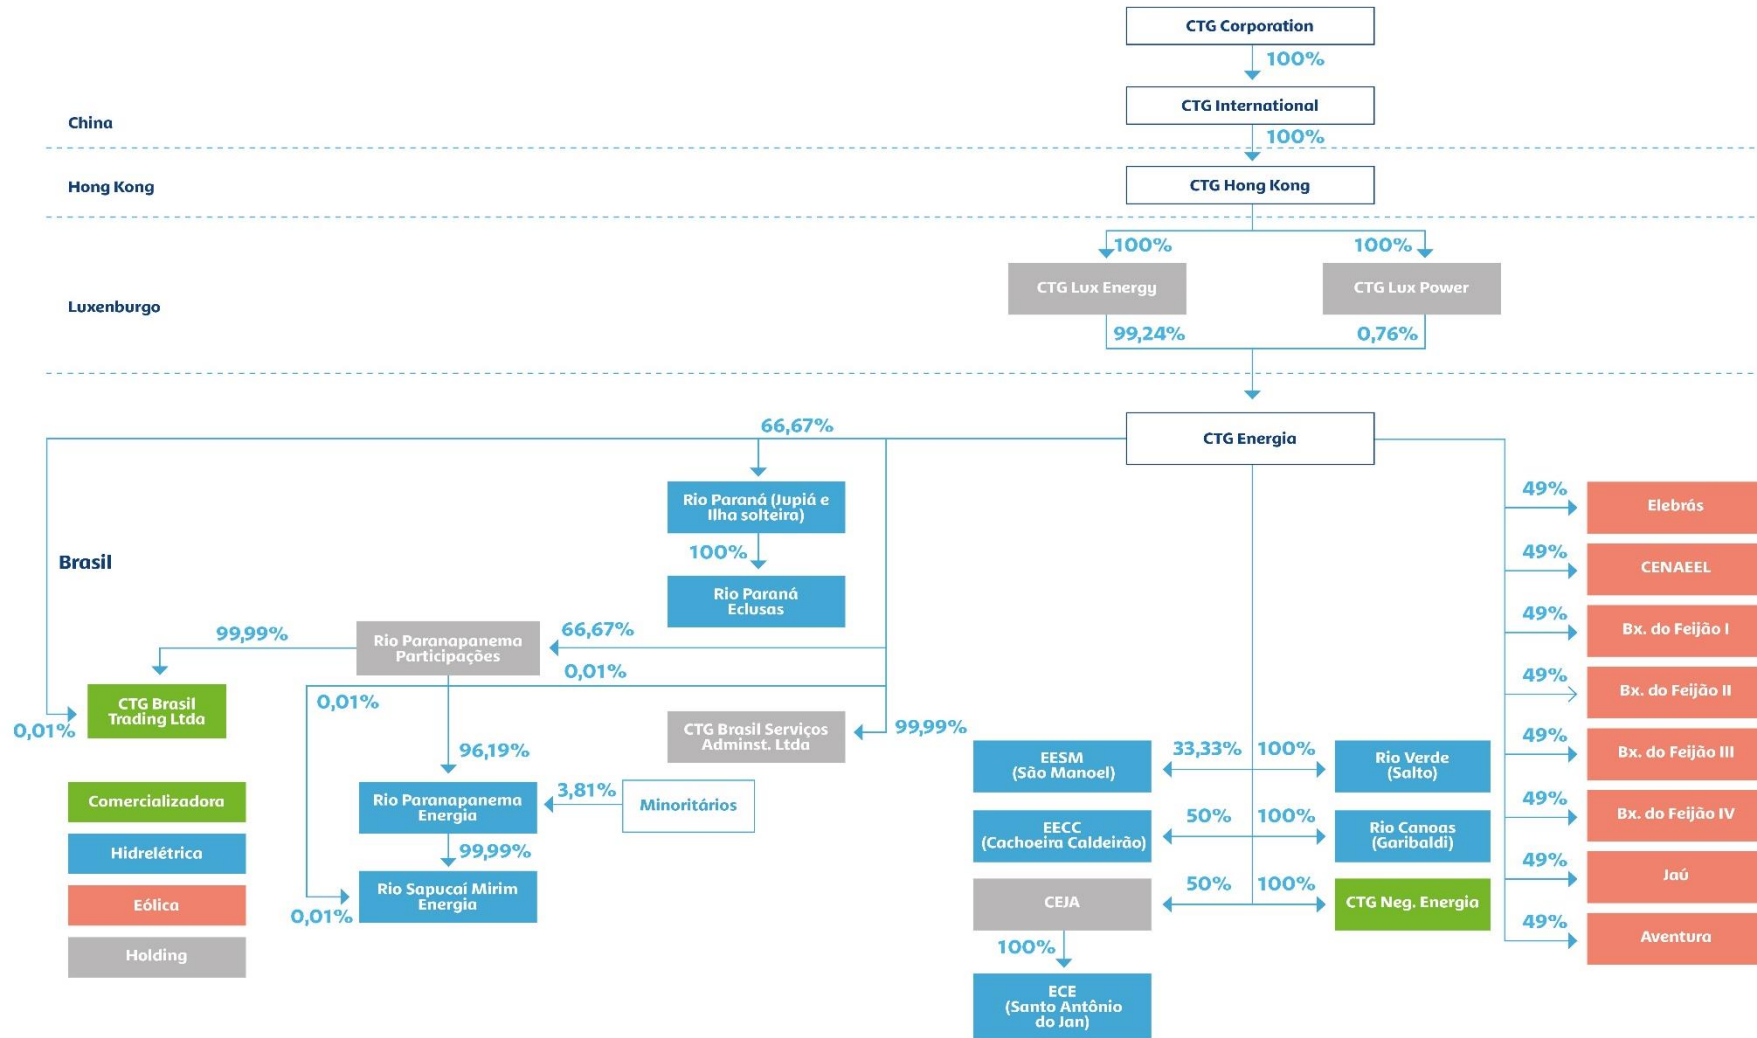 CTG Corporation
100%
CTG International
China
100%
Hong Kong
CTG Hong Kong
100%
100%
CTG Lux Energy
CTG Lux Power
Luxenburgo
99,24%
0,76%
66,67%
CTG Energia
Rio Paraná (Jupiá e
Ilha solteira)
100%
Rio Paraná
Eclusas
Brasil
99,99%
Rio Paranapanema
Participações
66,67%
0,01%
0,01%
CTG Brasil
Trading Ltda
0,01%
CTG Brasil Serviços
Adminst. Ltda
99,99%
96,19%
Rio Paranapanema
Energia
3,81%
Minoritários
99,99%
Rio Sapucaí Mirim
Energia
0,01%
Comercializadora
Hidrelétrica
Eólica
Holding
EESM
(São Manoel)
33,33%
100%
Rio Verde
(Salto)
EECC
(Cachoeira Caldeirão)
50%
100%
Rio Canoas
(Garibaldi)
CEJA
50%
100%
CTG Neg. Energia
100%
ECE
(Santo Antônio
do Jan)
49%
Elebrás
49%
CENAEEL
49%
Bx. do Feijão I
49%
Bx. do Feijão II
49%
Bx. do Feijão III
49%
Bx. do Feijão IV
49%
Jaú
49%
Aventura